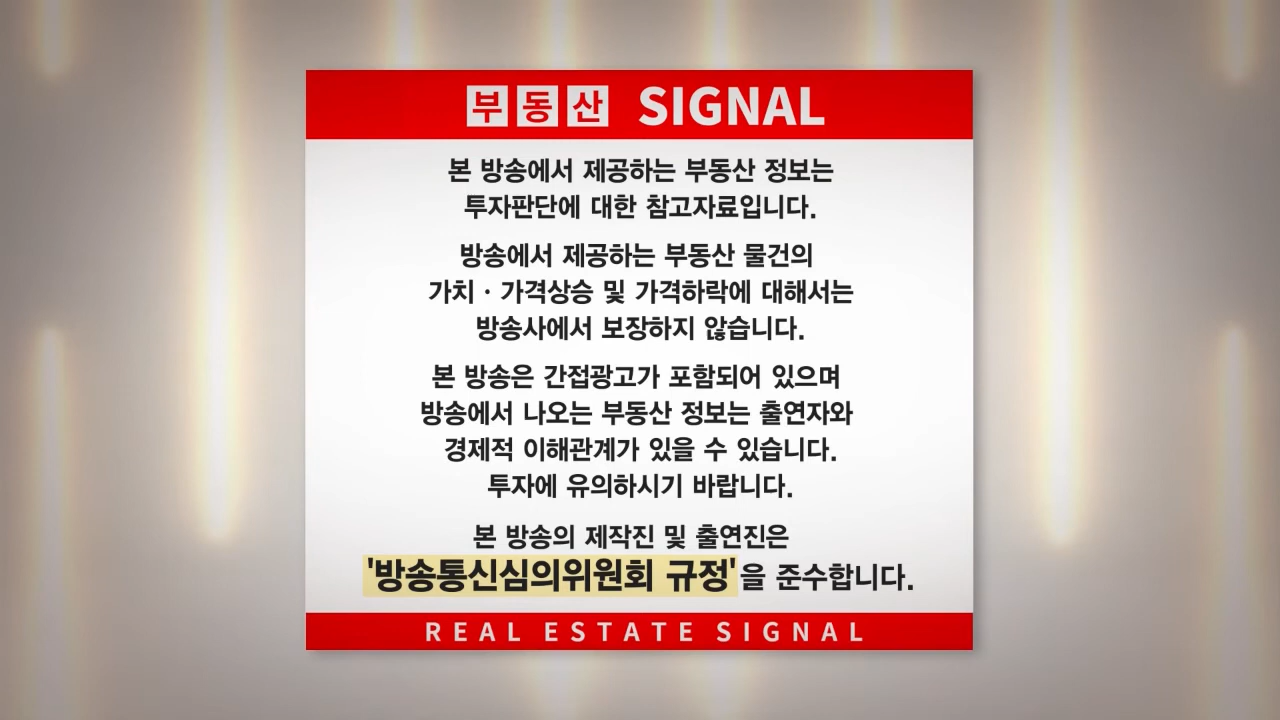 부동산 SIGNAL
본 방송에서 제공하는 부동산 정보는
투자판단에 대한 참고자료입니다.
방송에서 제공하는 부동산 물건의
가치 · 가격상승 및 가격하락에 대해서는
방송사에서 보장하지 않습니다.
본 방송은 간접광고가 포함되어 있으며
방송에서 나오는 부동산 정보는 출연자와
경제적 이해관계가 있을 수 있습니다.
투자에 유의하시기 바랍니다.
본 방송의 제작진 및 출연진은
'방송통신심의위원회 규정'을 준수합니다.
REAL ESTATE SIGNAL